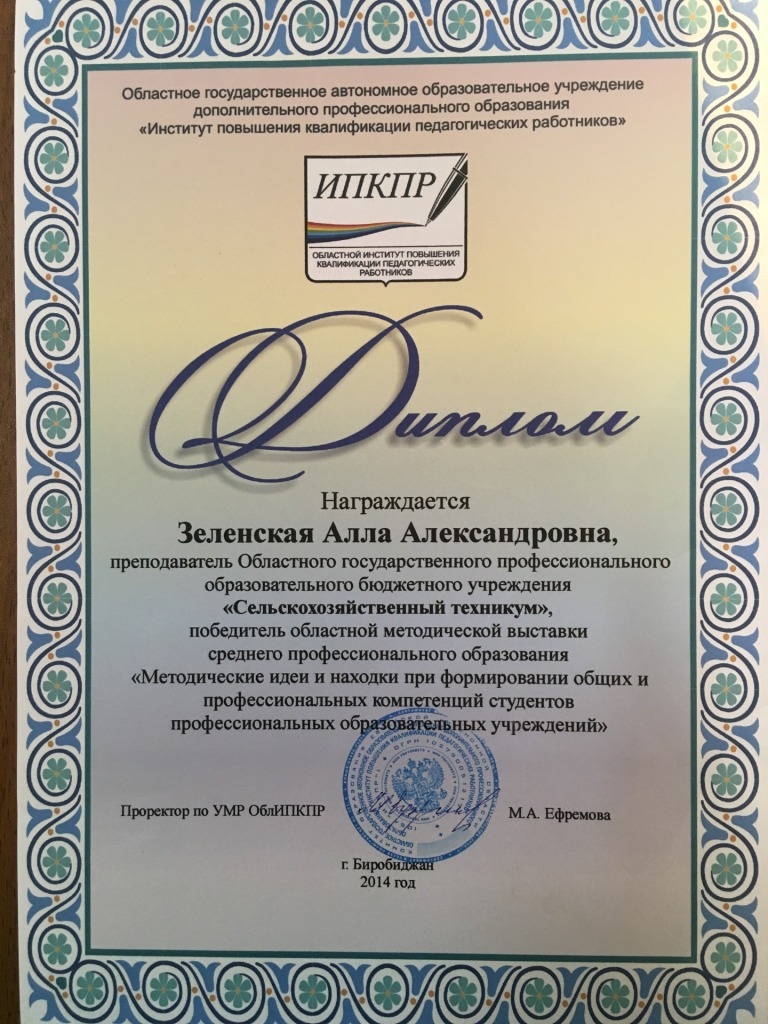 Областное государственное автономное образовательное учреждение
дополнительного профессионального образования
«Институт повышения квалификации педагогических работников»
ИПКПР
ОБЛАСТНОЙ ИНСТИТУТ ПОВЫШЕНИЯ
КВАЛИФИКАЦИИ ПЕДАГОГИЧЕСКИХ
РАБОТНИКОВ
Диплом
Награждается
Зеленская Алла Александровна,
преподаватель Областного государственного профессионального
образовательного бюджетного учреждения
«Сельскохозяйственный техникум»,
победитель областной методической выставки
среднего профессионального образования
«Методические идеи и находки при формировании общих и
профессиональных компетенций студентов
профессиональных образовательных учреждений»
Проректор по УМР ОблИПКПР
М.А. Ефремова
г. Биробиджан
2014 год